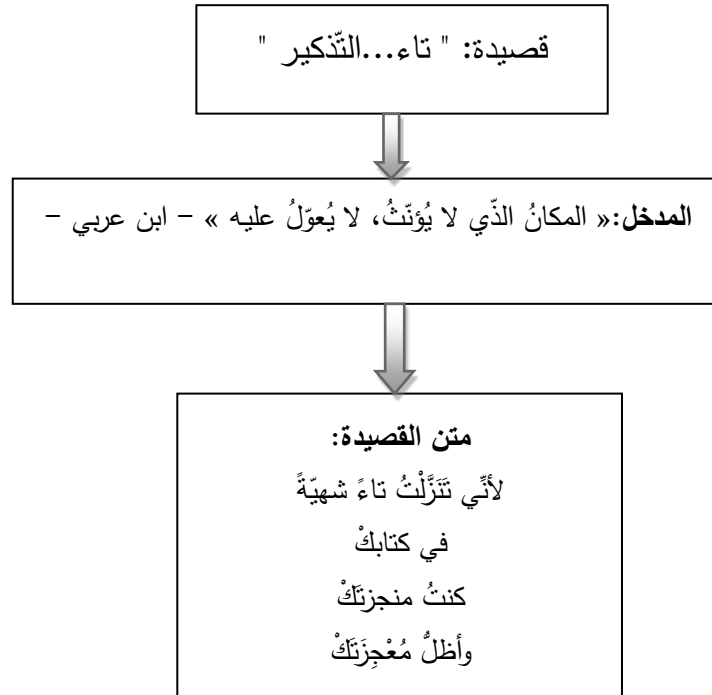 قصيدة: " تاء...التّذكير "
المدخل:« المكانُ الذّي لا يُؤنّثُ، لا يُعوّلُ عليه » – ابن عربي –
متن القصيدة:
لأنِّي تَنَزَّلْتُ تاءً شهيّةً
في كتابكْ
كنتُ منجزتَكْ
وأظلُّ مُعْجِزَتَكْ